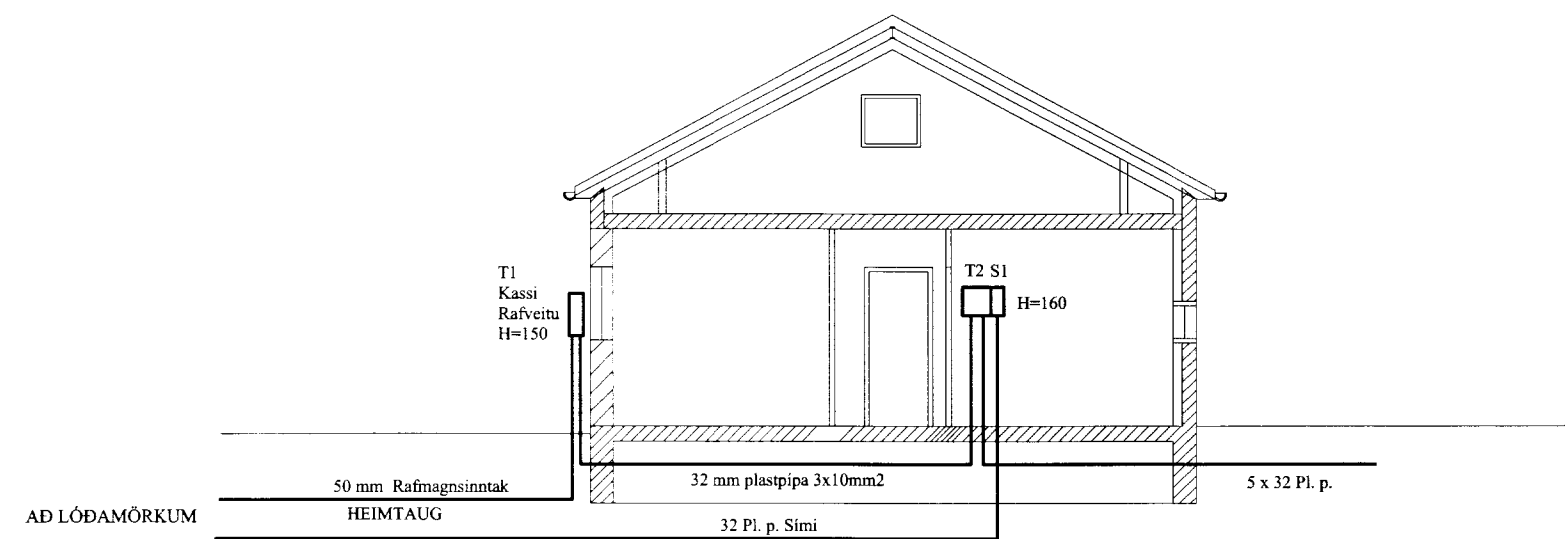 T1
Kassi
Rafveitu
H=150
T2 S1
H=160
50 mm Rafmagnsinntak
32 mm plastpípa 3x10mm2
5 x 32 Pl. p.
AÐ LÓÐAMÖRKUM
HEIMTAUG
32 Pl. p. Sími